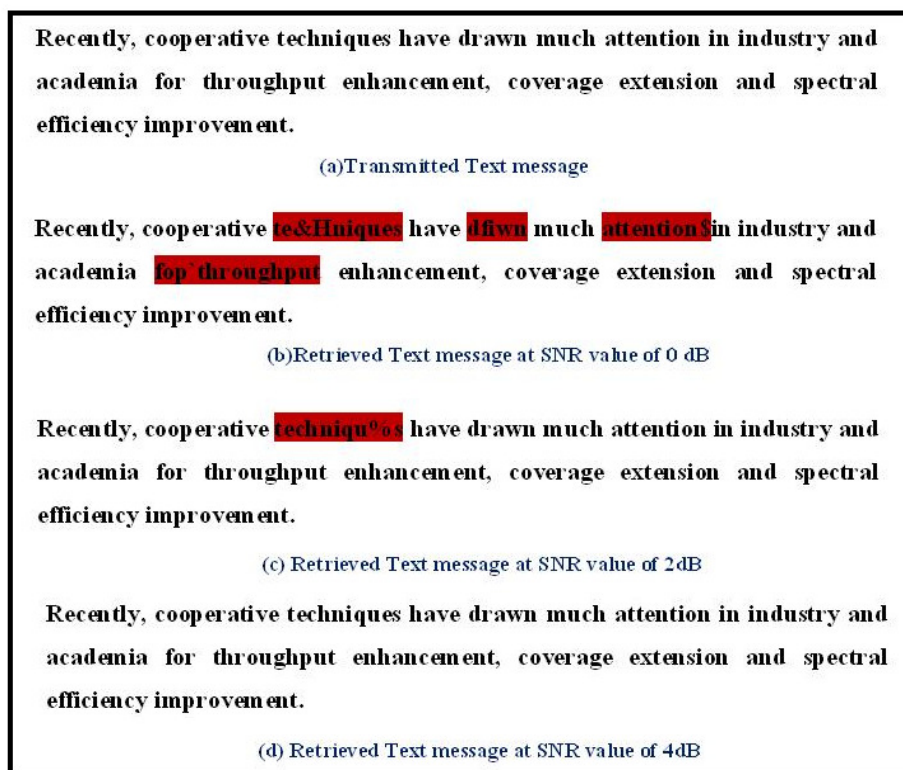 Recently, cooperative techniques have drawn much attention in industry and
academia for throughput enhancement, coverage extension and spectral
efficiency improvement.
(a)Transmitted Text message
Recently, cooperative te&Hniques have dfiwn much attention$in industry and
academia fop`throughput enhancement, coverage extension and spectral
efficiency improvement.
(b)Retrieved Text message at SNR value of 0 dB
Recently, cooperative techniqu%s have drawn much attention in industry and
academia for throughput enhancement, coverage extension and spectral
efficiency improvement.
(c) Retrieved Text message at SNR value of 2dB
Recently, cooperative techniques have drawn much attention in industry and
academia for throughput enhancement, coverage extension and spectral
efficiency improvement.
(d) Retrieved Text message at SNR value of 4dB